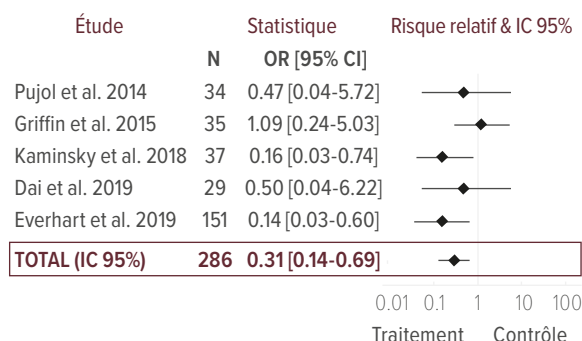 Étude Statistique Risque relatif & IC 95%
N OR [95% CI]
Pujol et al. 2014 34 0.47 [0.04-5.72]
Griffin et al. 2015 35 1.09 [0.24-5.03]
Kaminsky et al. 2018 37 0.16 [0.03-0.74]
Dai et al. 2019 29 0.50 [0.04-6.22]
Everhart et al. 2019 151 0.14 [0.03-0.60]
TOTAL (IC 95%) 286 0.31 [0.14-0.69]
0.01 0.1 1 10 100
Traitement Contrôle